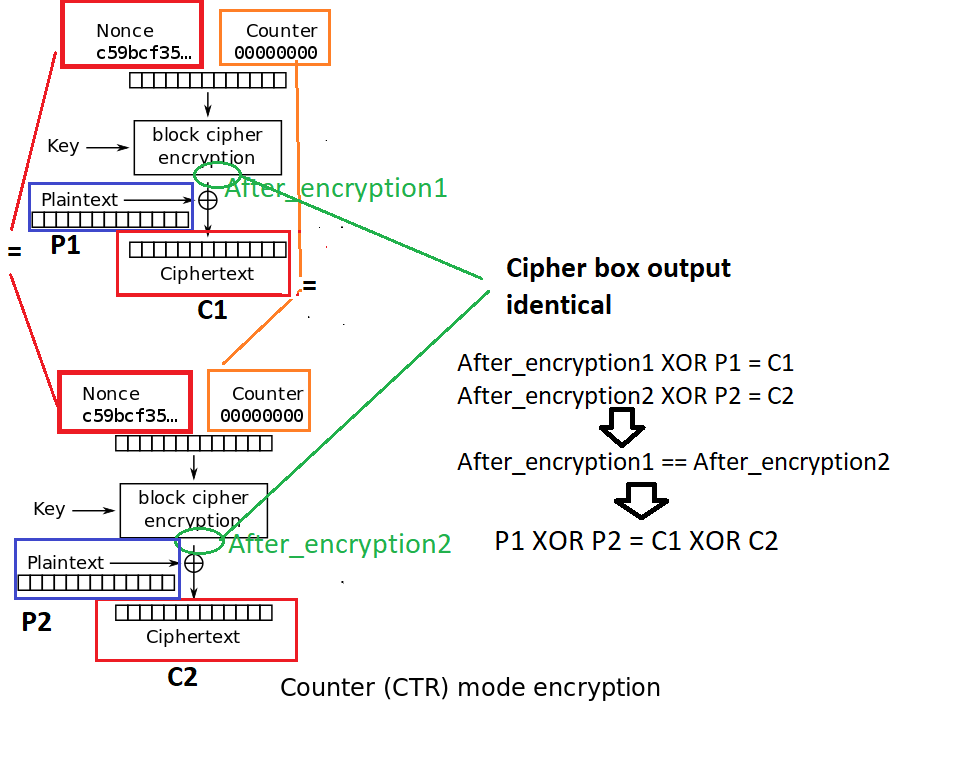 Nonce
c59bcf35…
Counter
00000000
Key
block cipher
encryption
After_encryption1
Plaintext
P1
=
Ciphertext
C1
=
Cipher box output
identical
After_encryption1 XOR P1 = C1
After_encryption2 XOR P2 = C2
After_encryption1 == After_encryption2
P1 XOR P2 = C1 XOR C2
Nonce
c59bcf35…
Counter
00000000
Key
block cipher
encryption
After_encryption2
Plaintext
P2
Ciphertext
C2
Counter (CTR) mode encryption